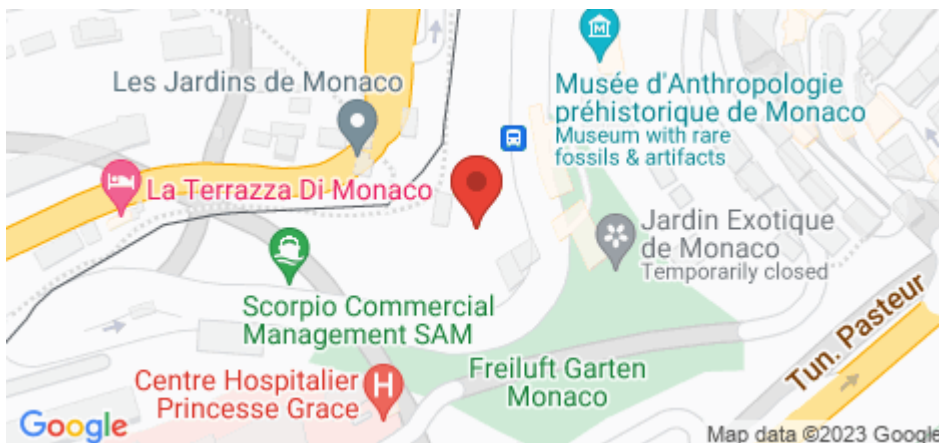 Les Jardins de Monaco
Musée d'Anthropologie
préhistorique de Monaco
Museum with rare
fossils & artifacts
La Terrazza Di Monaco
Jardin Exotique
de Monaco
Temporarily closed
Scorpio Commercial
Management SAM
Tun. Pasteur
Centre Hospitalier
Princesse Grace
H
Freiluft Garten
Monaco
Google
Map data ©2023 Google